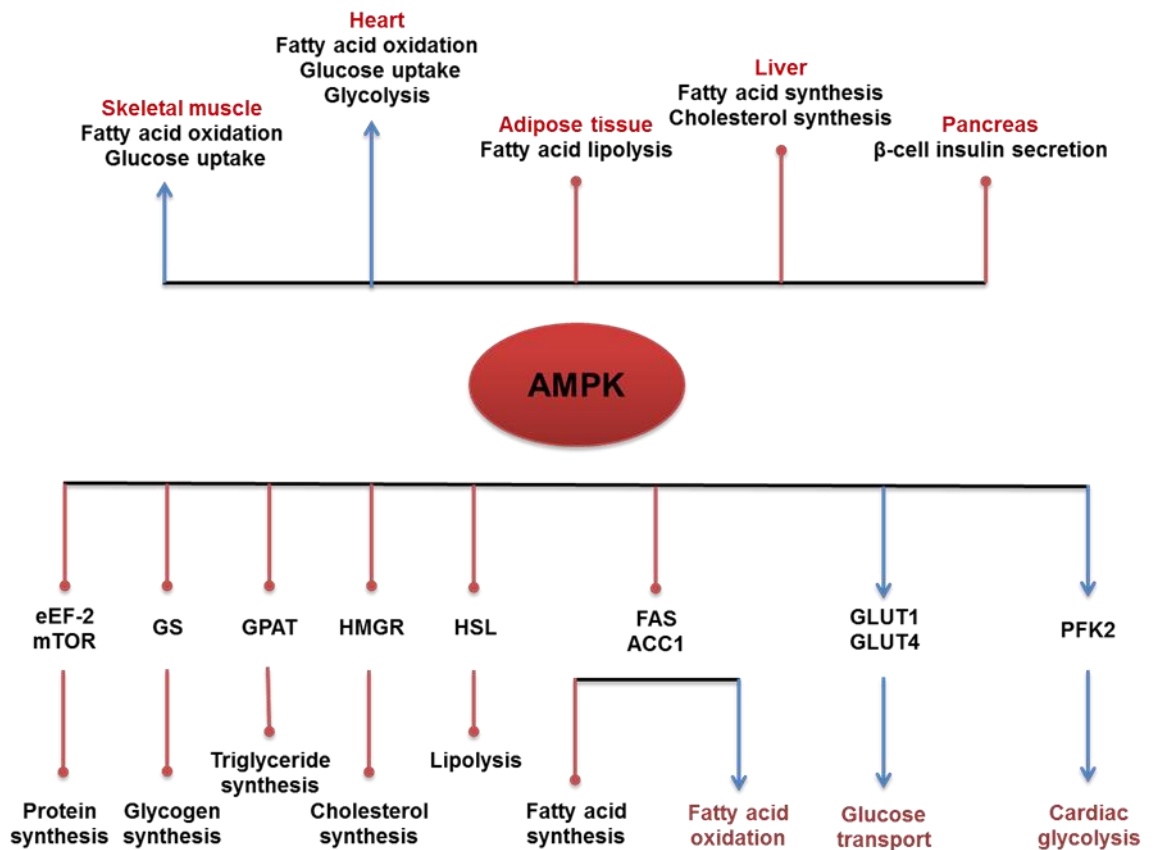 Heart
Fatty acid oxidation
Glucose uptake
Glycolysis
Skeletal muscle
Fatty acid oxidation
Glucose uptake
Adipose tissue
Fatty acid lipolysis
Liver
Fatty acid synthesis
Cholesterol synthesis
Pancreas
β-cell insulin secretion
AMPK
eEF-2
mTOR
GS
GPAT
HMGR
HSL
FAS
ACC1
GLUT1
GLUT4
PFK2
Protein
synthesis
Glycogen
synthesis
Triglyceride
synthesis
Cholesterol
synthesis
Lipolysis
Fatty acid
synthesis
Fatty acid
oxidation
Glucose
transport
Cardiac
glycolysis